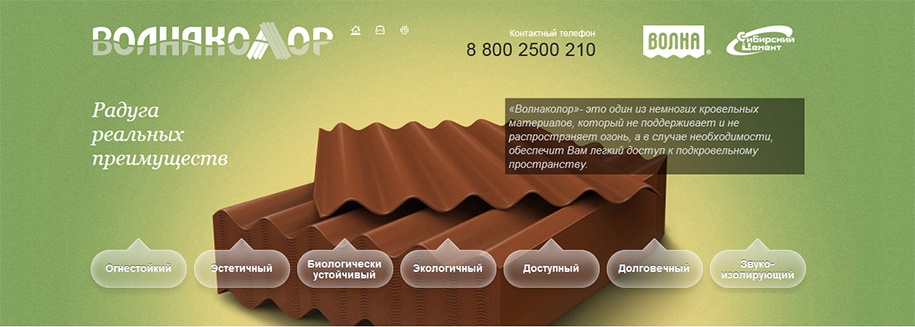 ВОЛНАКОЛОР
Контактный телефон
8 800 2500 210
ВОЛНА®
Сибирский
Цемент
Радуга
реальных
преимуществ
«Волнаколор»- это один из немногих кровельных
материалов, который не поддерживает и не
распространяет огонь, а в случае необходимости,
обеспечит Вам легкий доступ к подкровельному
пространству.
Огнестойкий
Эстетичный
Биологически
устойчивый
Экологичный
Доступный
Долговечный
Звуко-
изолирующий